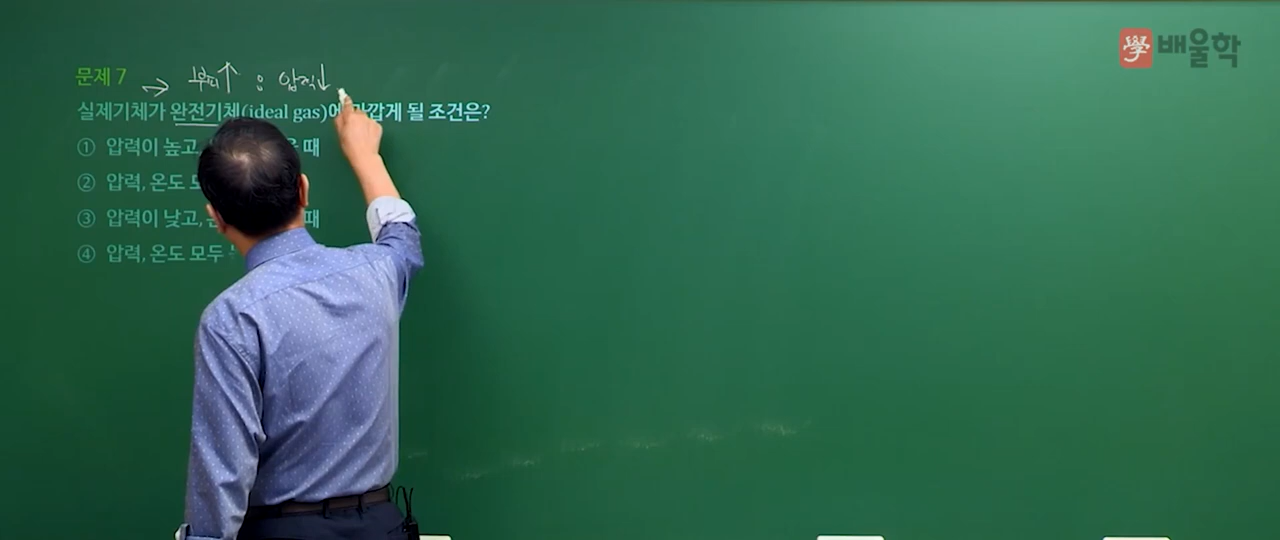 學 배울학
문제 7
→ 부피↑ : 압력↓
실제기체가 완전기체(ideal gas)에 가깝게 될 조건은?
① 압력이 높고, 때
② 압력, 온도
③ 압력이 낮고, 때
④ 압력, 온도 모두